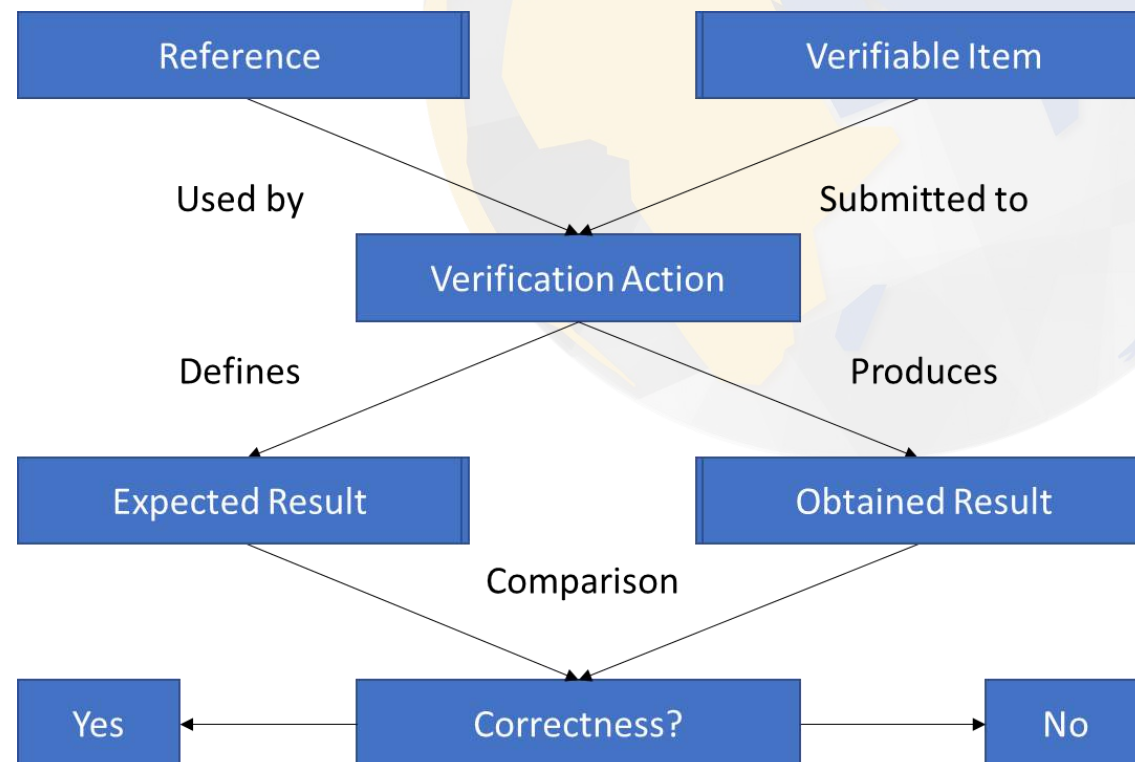 Reference
Verifiable Item
Used by
Submitted to
Verification Action
Defines
Produces
Expected Result
Obtained Result
Comparison
Yes
Correctness?
No